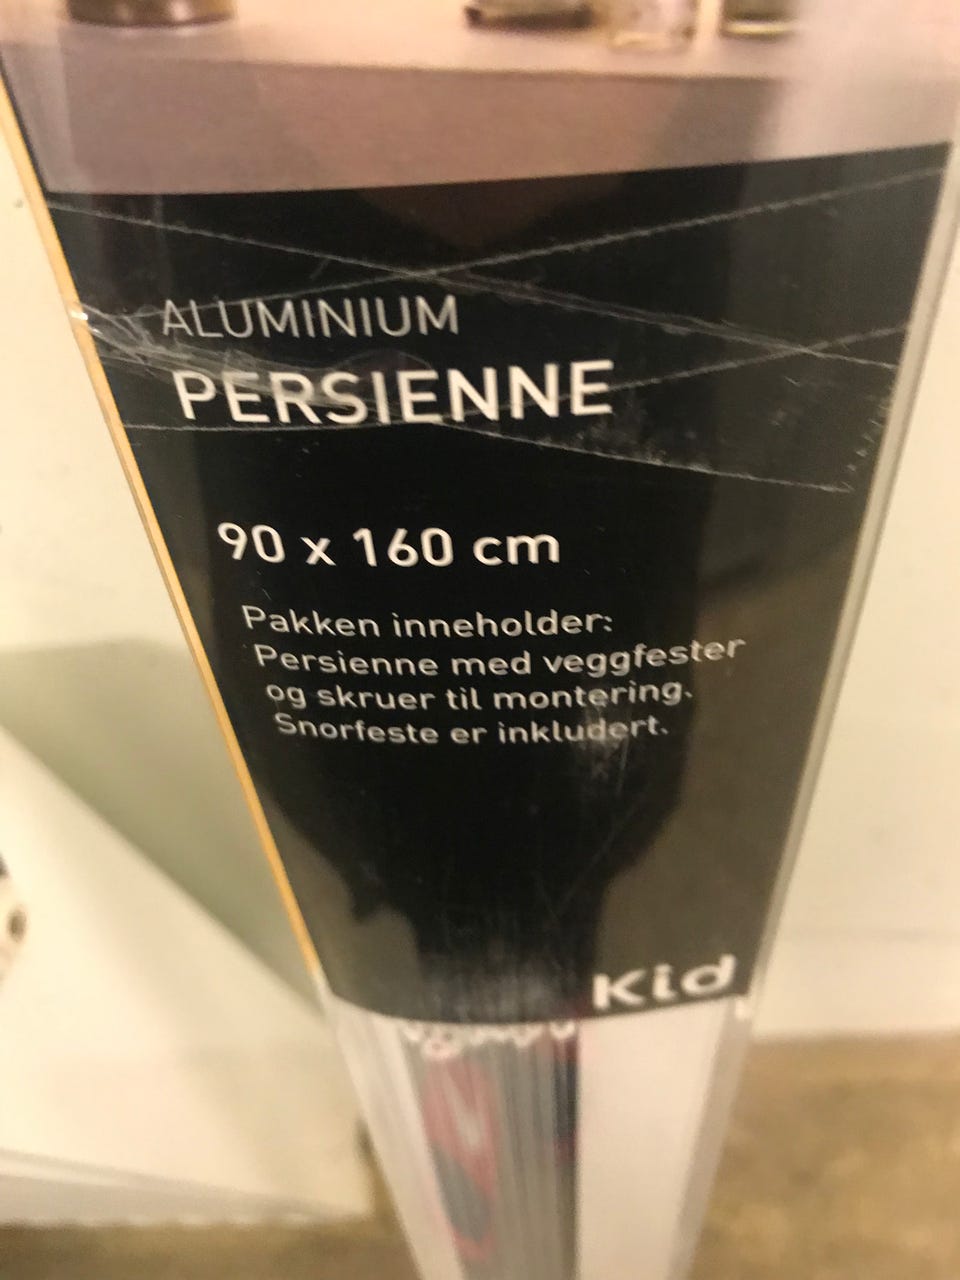 ALUMINIUM
PERSIENNE
90 x 160 cm
Pakken inneholder:
Persienne med veggfester
og skruer til montering.
Snorfeste er inkludert.
Kid